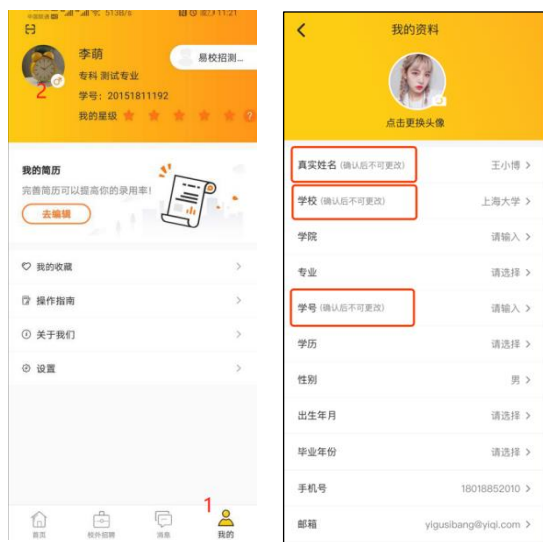 11:21
李萌
易校招测...
专科 测试专业
2
学号：20151811192
我的星级
?
我的简历
完善简历可以提高你的录用率！
去编辑
我的收藏
操作指南
关于我们
设置
1
首页
校外招聘
消息
我的
我的资料
点击更换头像
真实姓名 (确认后不可更改) 王小博
学校 (确认后不可更改) 上海大学
学院 请输入
专业 请选择
学号 (确认后不可更改) 请输入
学历 请选择
性别 男
出生年月 请选择
毕业年份 请选择
手机号 18018852010
邮箱 yigusibang@yiqi.com